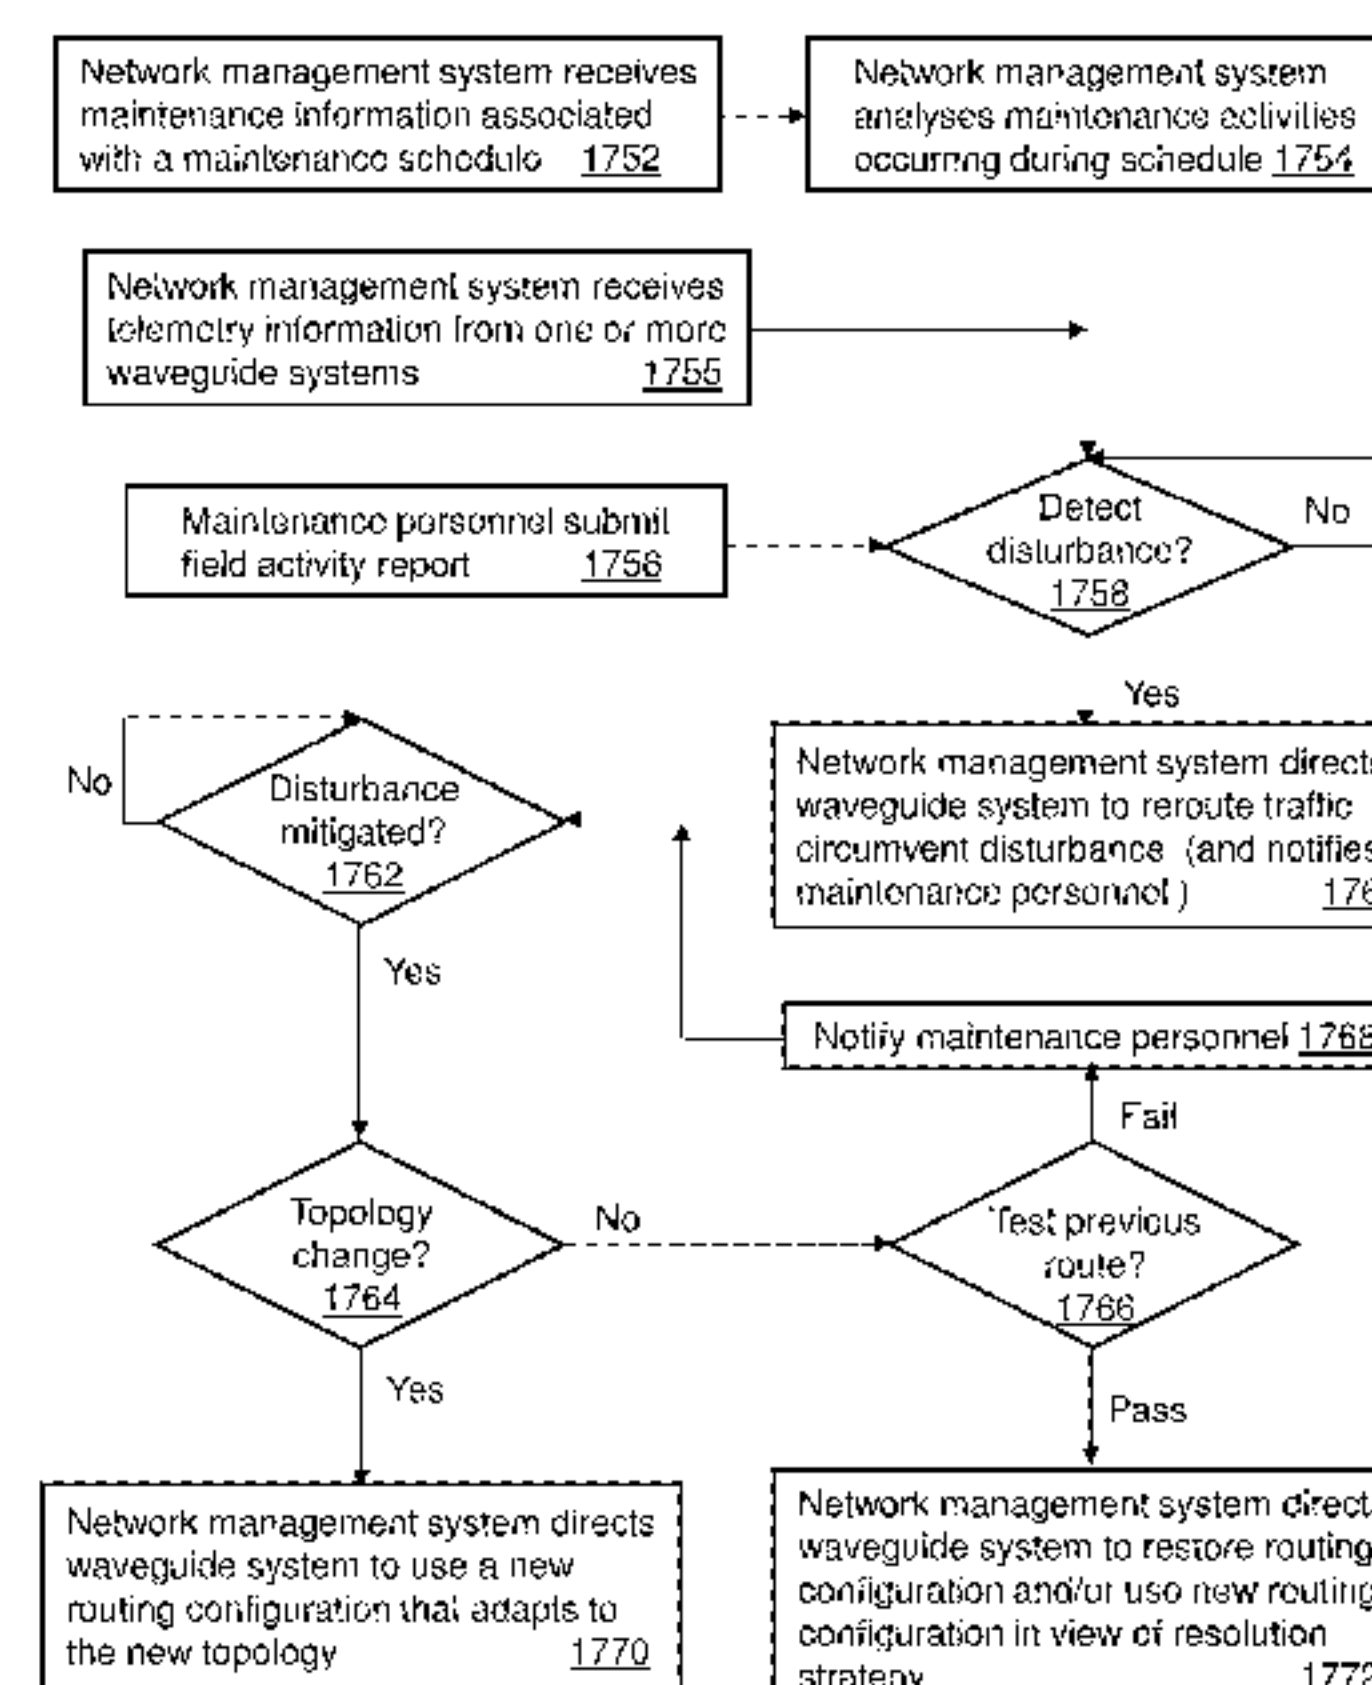 Network management system receives
maintenance information associated
with a maintenance schedule 1752
Network management system
analyses maintenance activities
occurring during schedule 1754
Network management system receives
telemetry information from one or more
waveguide systems 1755
Maintenance personnel submit
field activity report 1756
Detect
disturbance?
1758
No
Yes
No
Disturbance
mitigated?
1762
Network management system direct
waveguide system to reroute traffic
circumvent disturbance (and notifies
maintenance personnel) 176
Yes
Notify maintenance personnel 1768
Fail
Topology
change?
1764
No
Test previous
route?
1766
Yes
Pass
Network management system directs
waveguide system to use a new
routing configuration that adapts to
the new topology 1770
Network management system direct
waveguide system to restore routing
configuration and/or use new routing
configuration in view of resolution
strategy 1772